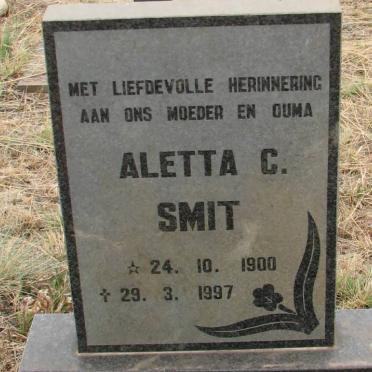 MET LIEFDEVOLLE HERINNERING
AAN ONS MOEDER EN OUMA
ALETTA C.
SMIT
☆ 24. 10. 1900
✝ 29. 3. 1997